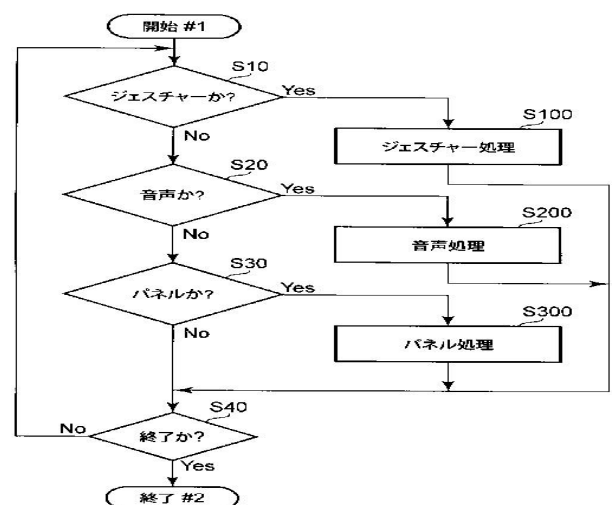 開始 #1
S10
ジェスチャーか?
Yes
No
S100
ジェスチャー処理
S20
音声か?
Yes
No
S200
音声処理
S30
パネルか?
Yes
No
S300
パネル処理
S40
終了か?
No
Yes
終了 #2